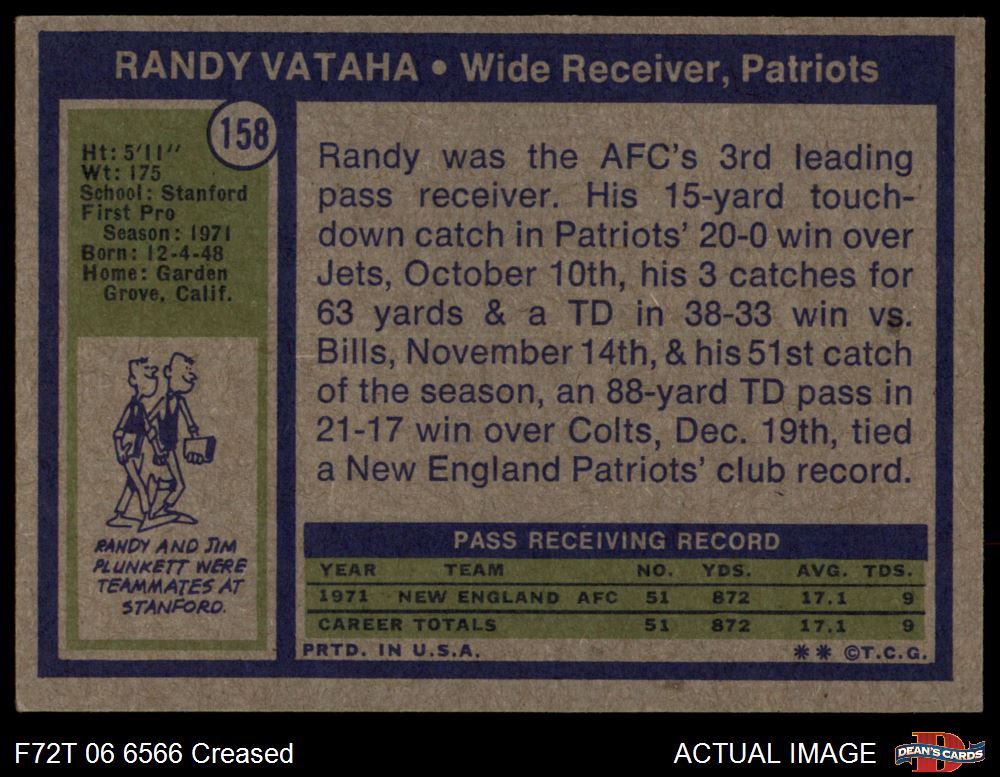 RANDY VATAHA • Wide Receiver, Patriots
158
Ht: 5'11"
Wt: 175
School: Stanford
First Pro
Season: 1971
Born: 12-4-48
Home: Garden
Grove, Calif.
RANDY AND JIM
PLUNKETT WERE
TEAMMATES AT
STANFORD.
Randy was the AFC's 3rd leading
pass receiver. His 15-yard touch-
down catch in Patriots' 20-0 win over
Jets, October 10th, his 3 catches for
63 yards & a TD in 38-33 win vs.
Bills, November 14th, & his 51st catch
of the season, an 88-yard TD pass in
21-17 win over Colts, Dec. 19th, tied
a New England Patriots' club record.
PASS RECEIVING RECORD
YEAR TEAM NO. YDS. AVG. TDS.
1971 NEW ENGLAND AFC 51 872 17.1 9
CAREER TOTALS 51 872 17.1 9
PRTD. IN U.S.A. ** ©T.C.G.
F72T 06 6566 Creased
ACTUAL IMAGE
D
DEAN'S CARDS